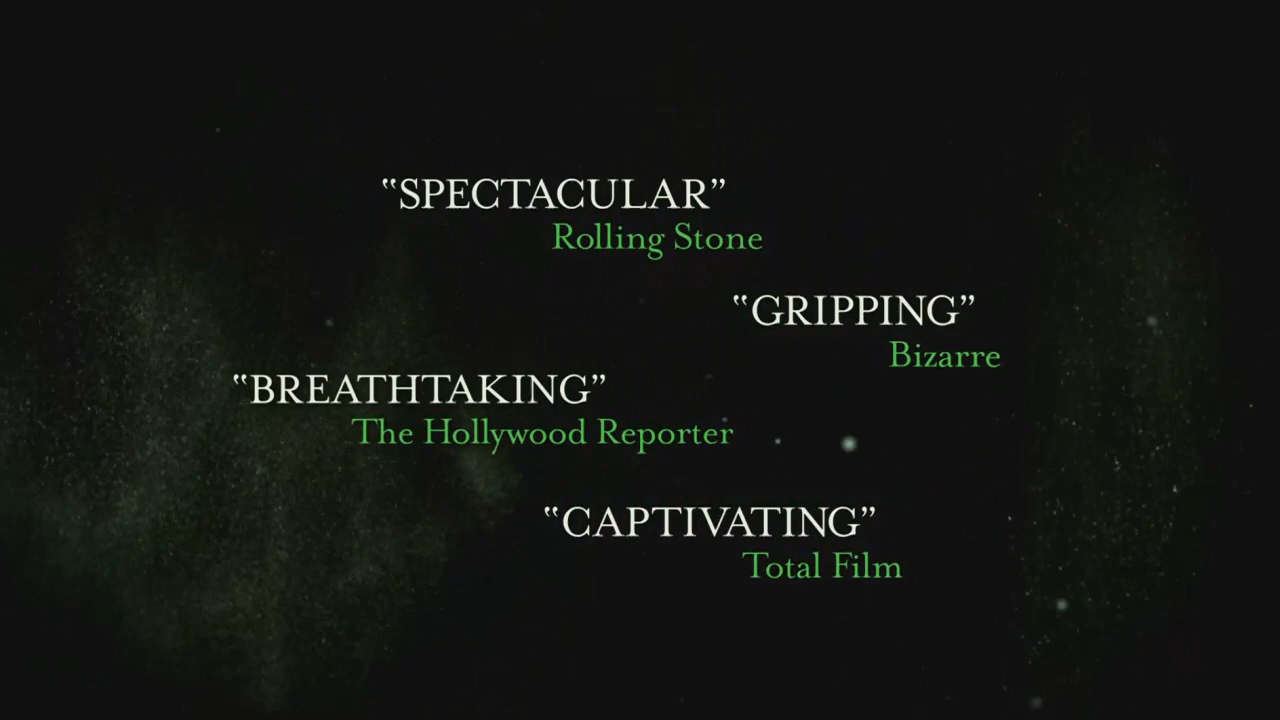 “SPECTACULAR”
Rolling Stone
“GRIPPING”
Bizarre
“BREATHTAKING”
The Hollywood Reporter
“CAPTIVATING”
Total Film